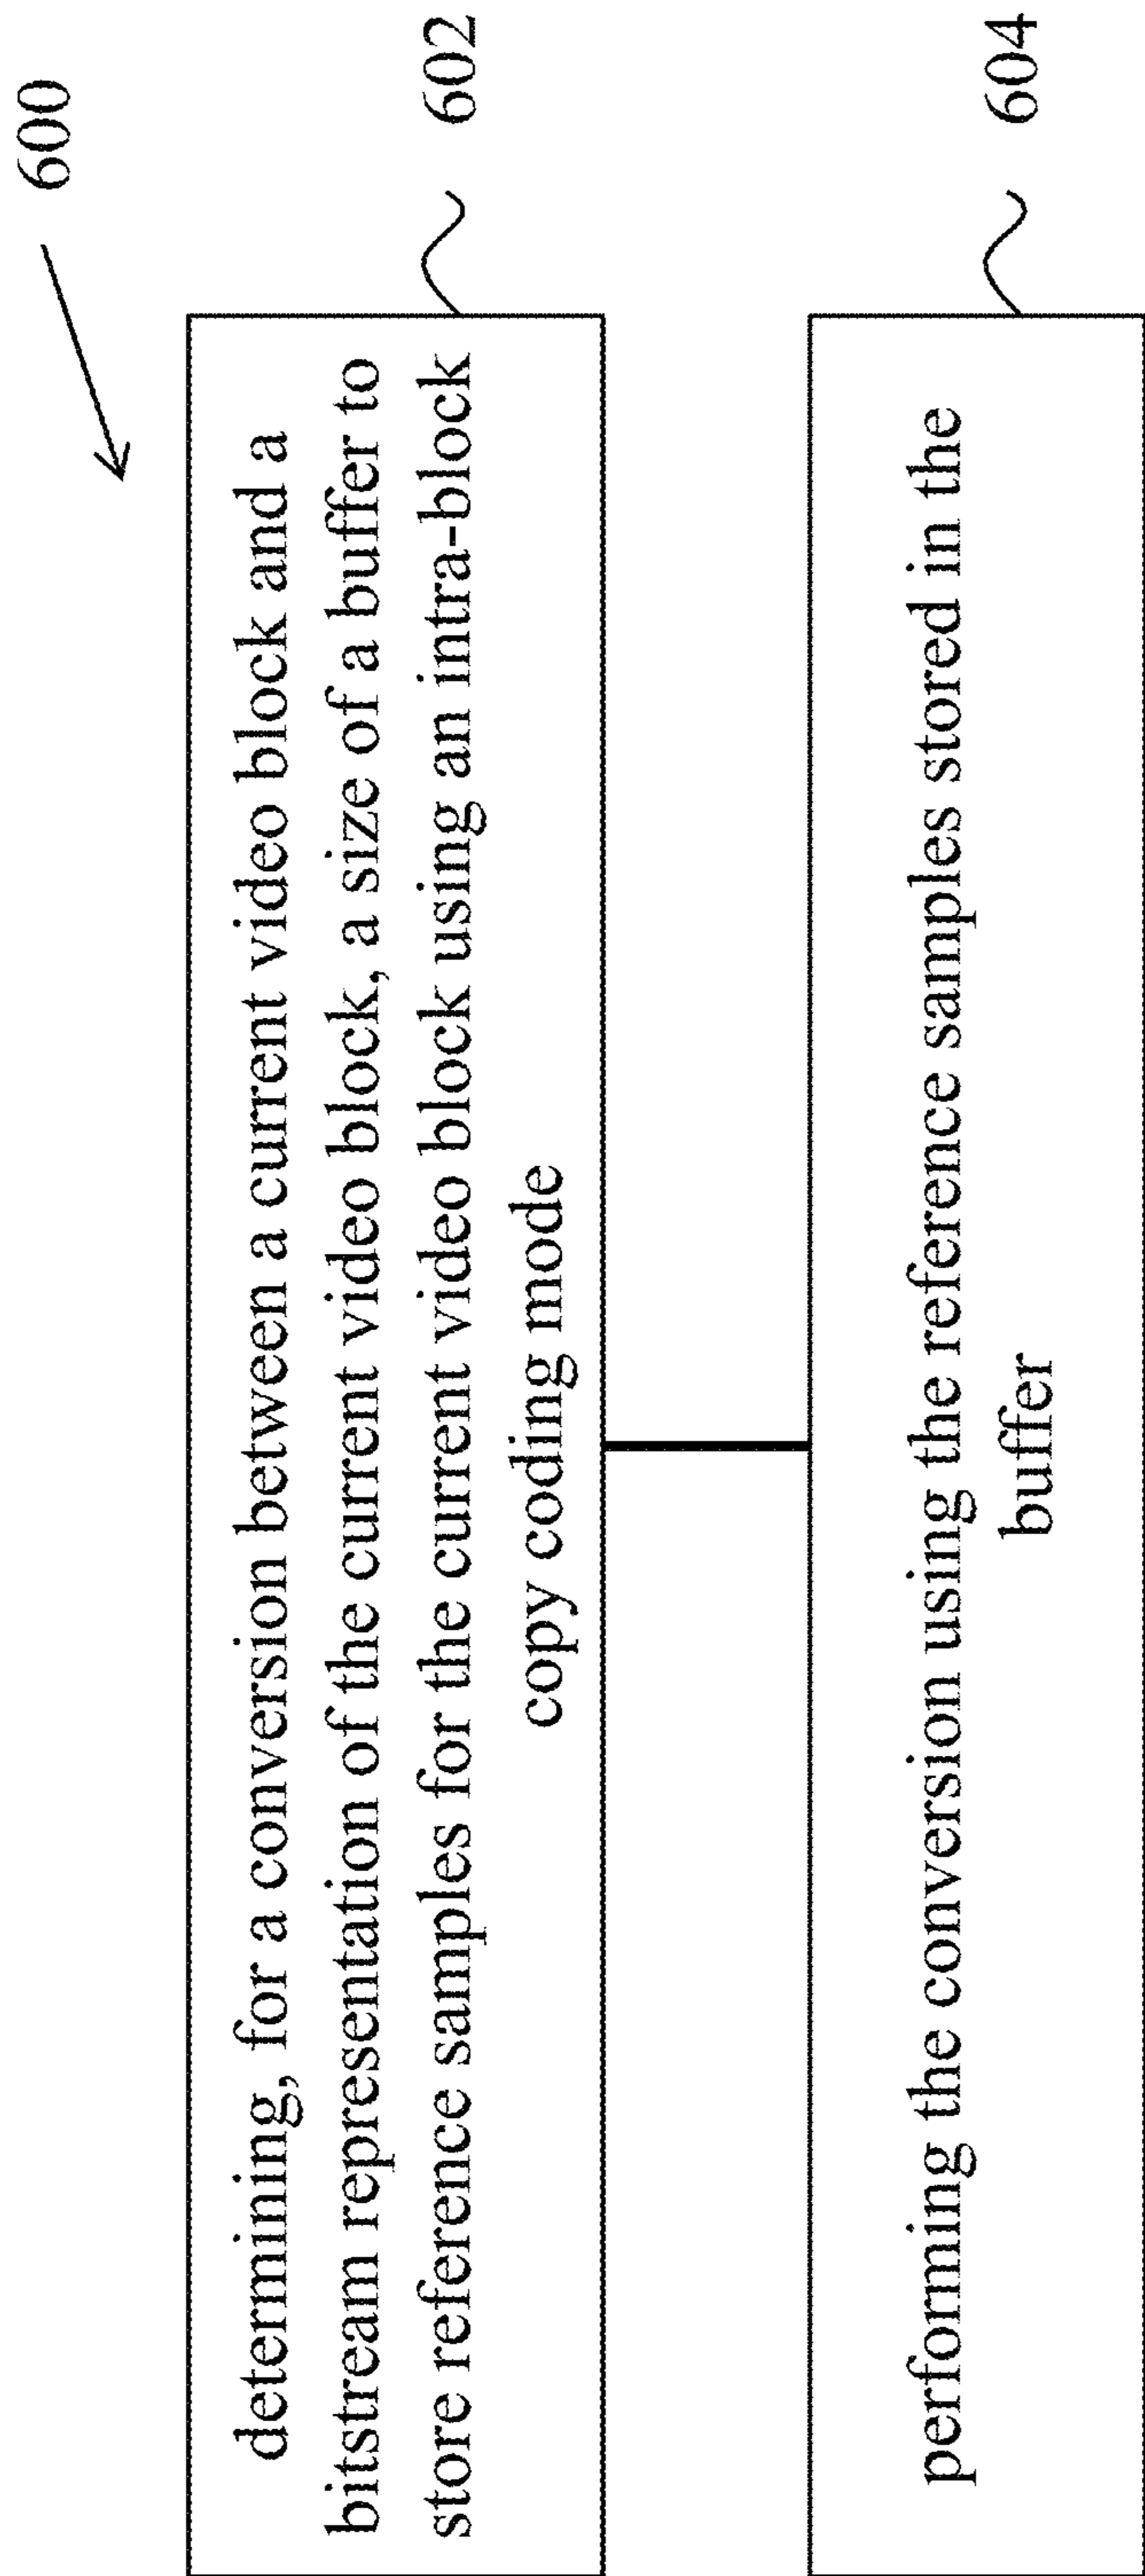 600
determining, for a conversion between a current video block and a
bitstream representation of the current video block, a size of a buffer to
store reference samples for the current video block using an intra-block
copy coding mode
602
performing the conversion using the reference samples stored in the
buffer
604